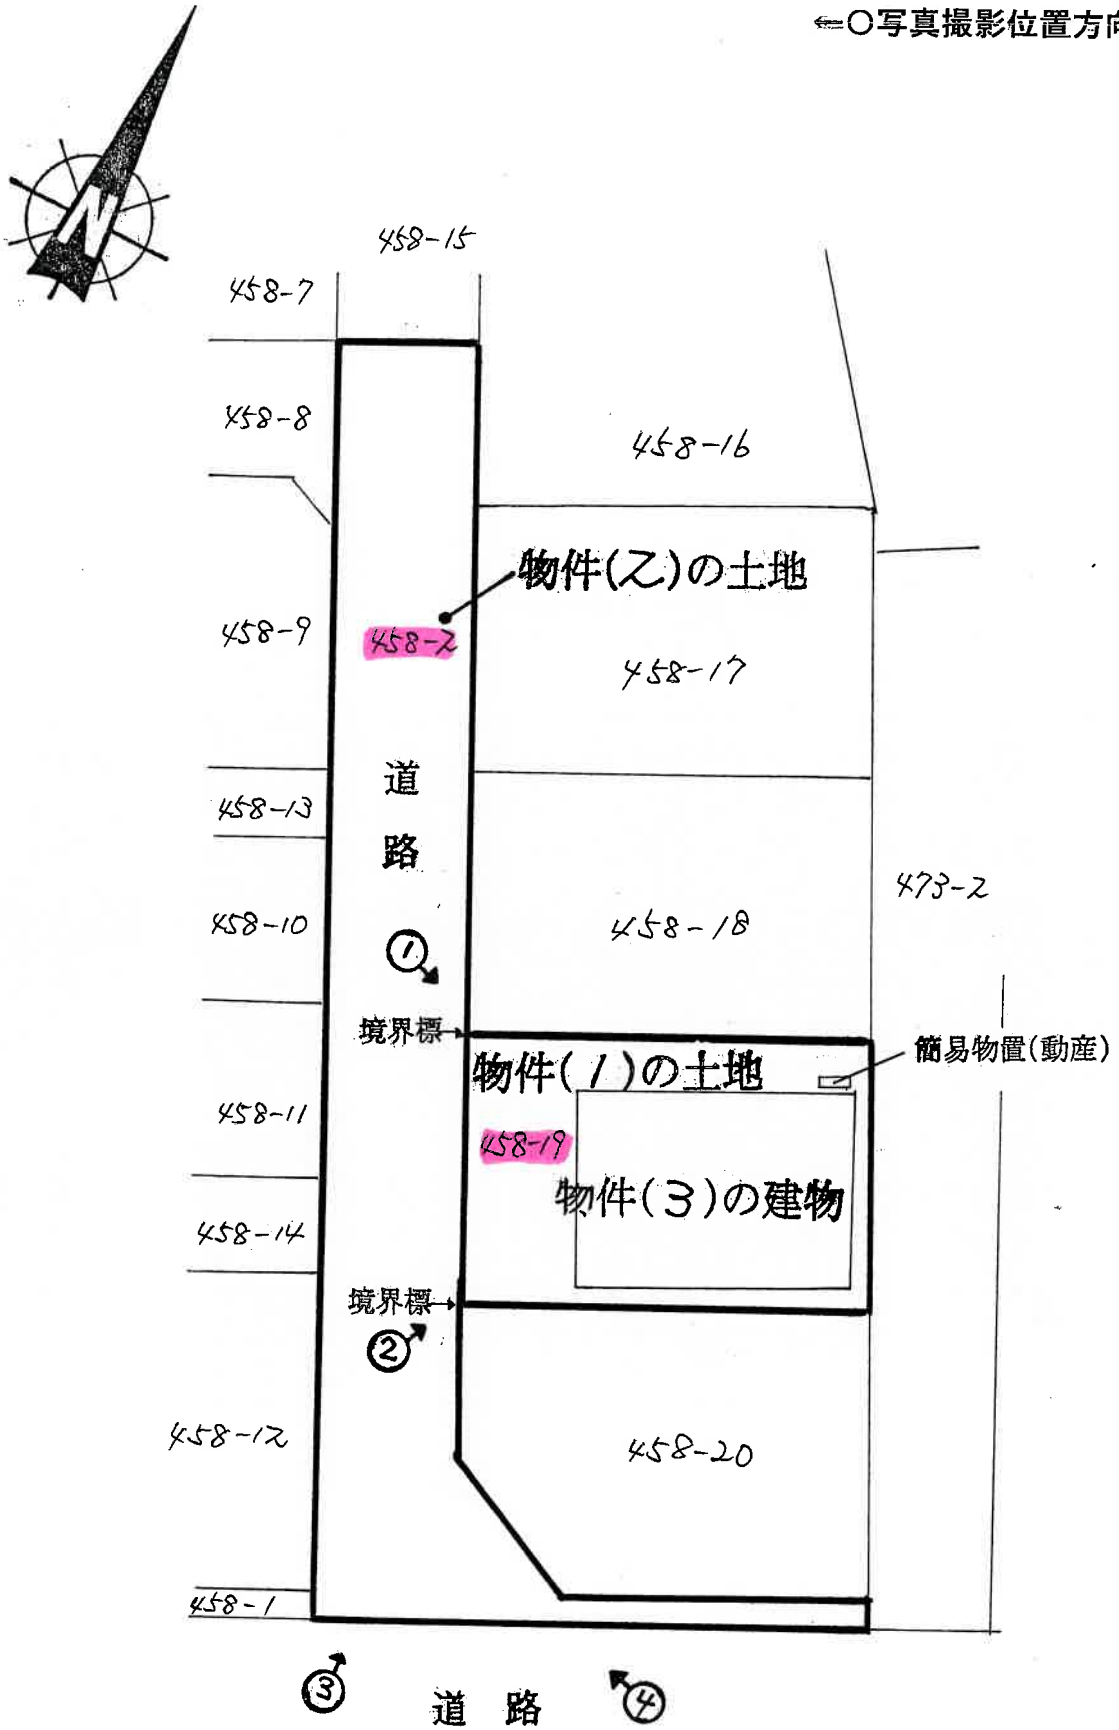 ←○写真撮影位置方向
N
458-15
458-7
458-8
458-16
物件(2)の土地
458-9
458-2
458-17
道路
458-13
473-2
458-10
458-18
①
境界標
簡易物置(動産)
物件(1)の土地
458-11
458-19
物件(3)の建物
458-14
境界標
②
458-12
458-20
458-1
③
道路
④